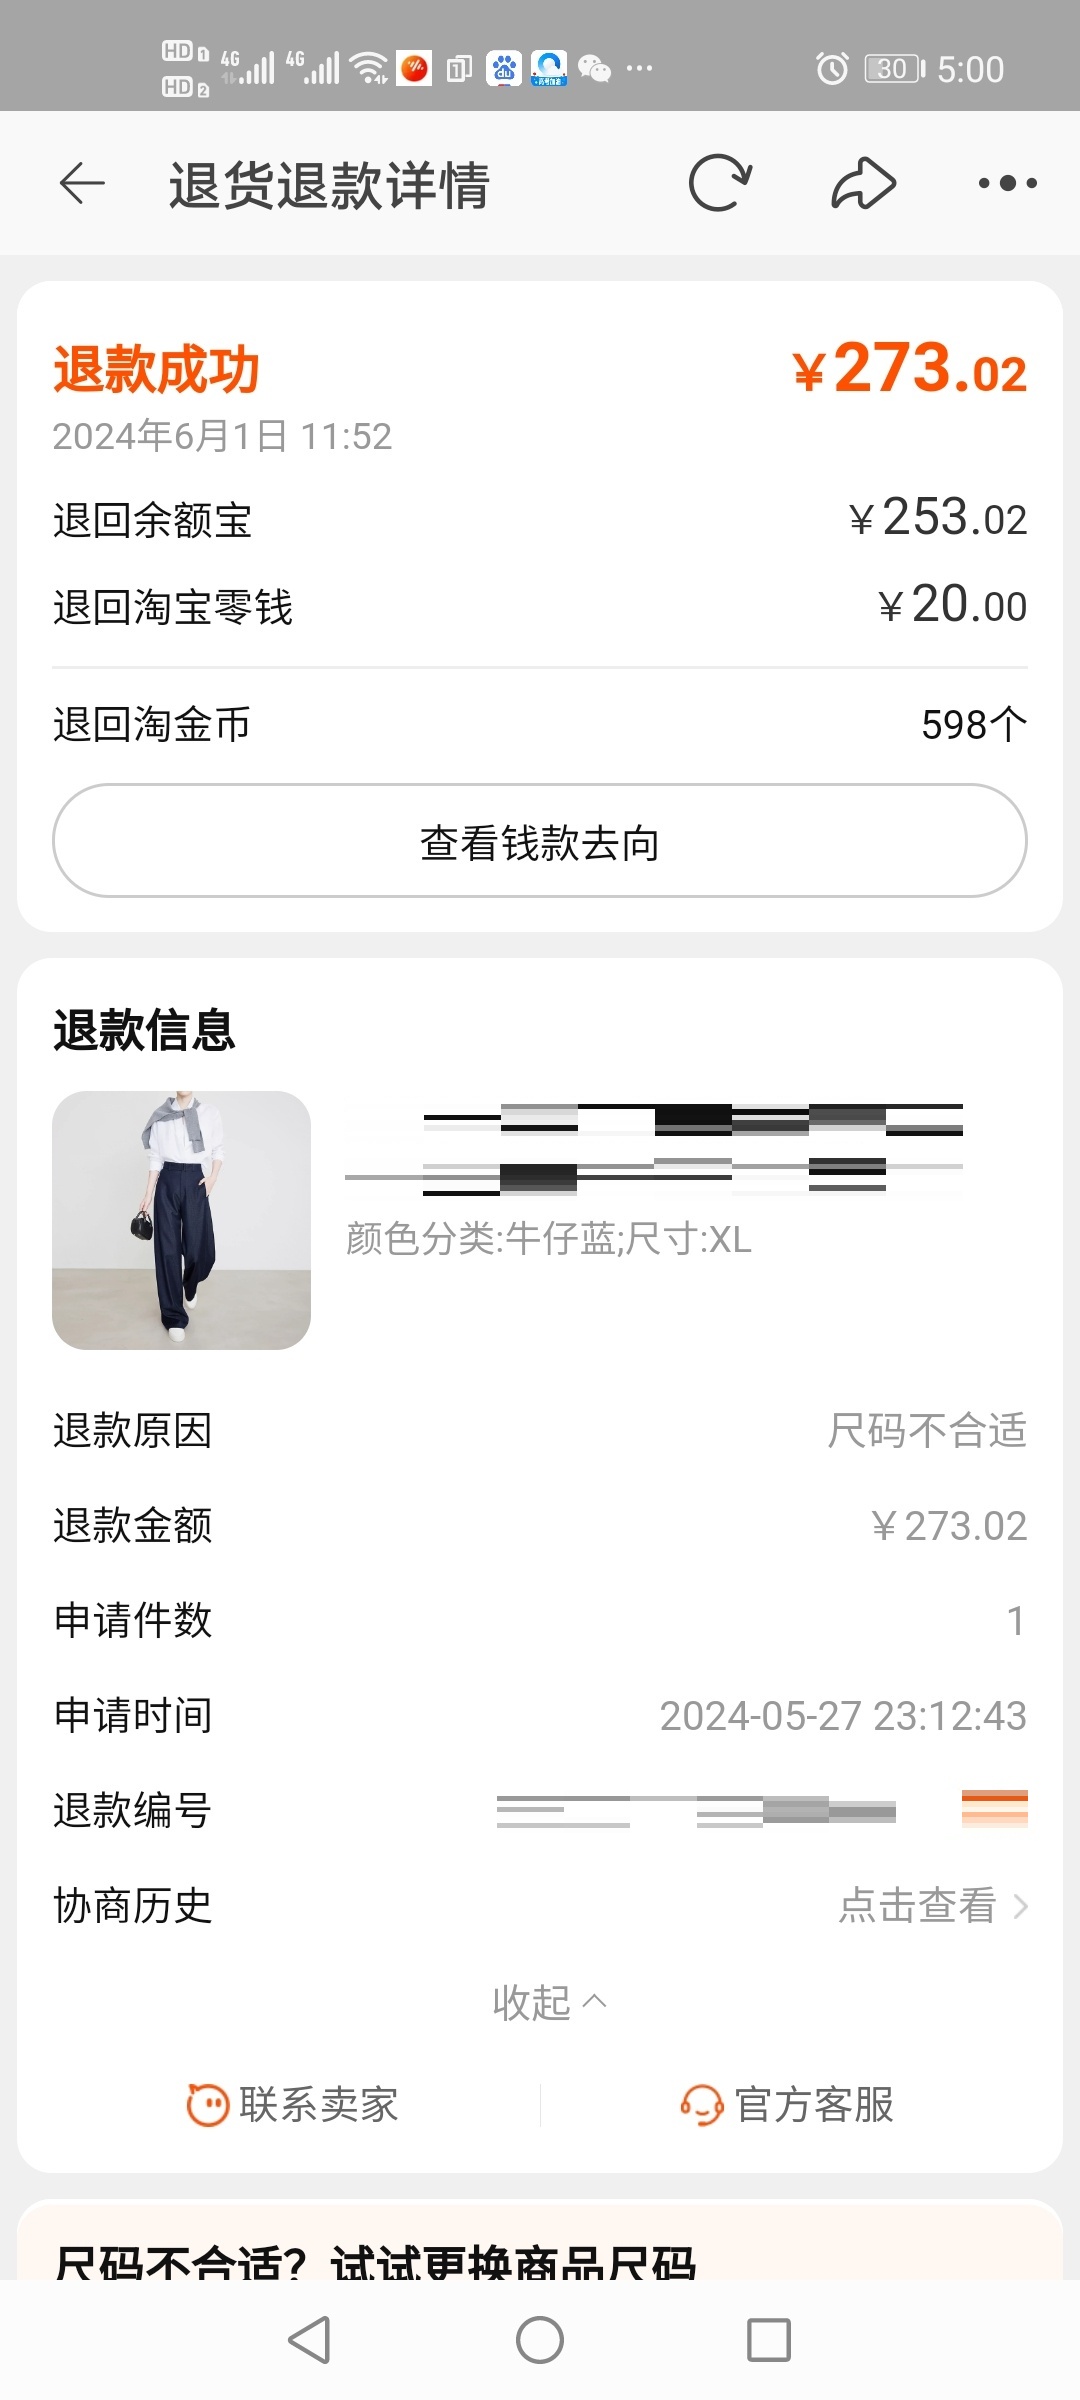 HD 1 4G 4G 30 5:00
HD 2
退货退款详情
退款成功 ￥273.02
2024年6月1日 11:52
退回余额宝 ￥253.02
退回淘宝零钱 ￥20.00
退回淘金币 598个
查看钱款去向
退款信息
颜色分类:牛仔蓝;尺寸:XL
退款原因 尺码不合适
退款金额 ￥273.02
申请件数 1
申请时间 2024-05-27 23:12:43
退款编号
协商历史 点击查看
收起
联系卖家 官方客服
尺码不合适？试试更换商品尺码